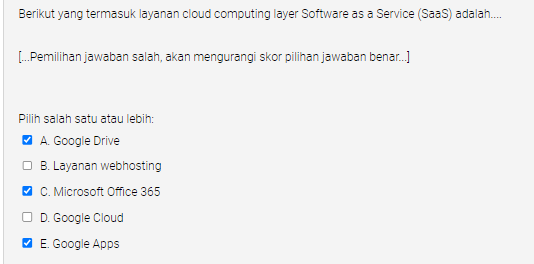 Berikut yang termasuk layanan cloud computing layer Software as a Service (SaaS) adalah....
[...Pemilihan jawaban salah, akan mengurangi skor pilihan jawaban benar...]
Pilih salah satu atau lebih:
A. Google Drive
B. Layanan webhosting
C. Microsoft Office 365
D. Google Cloud
E. Google Apps